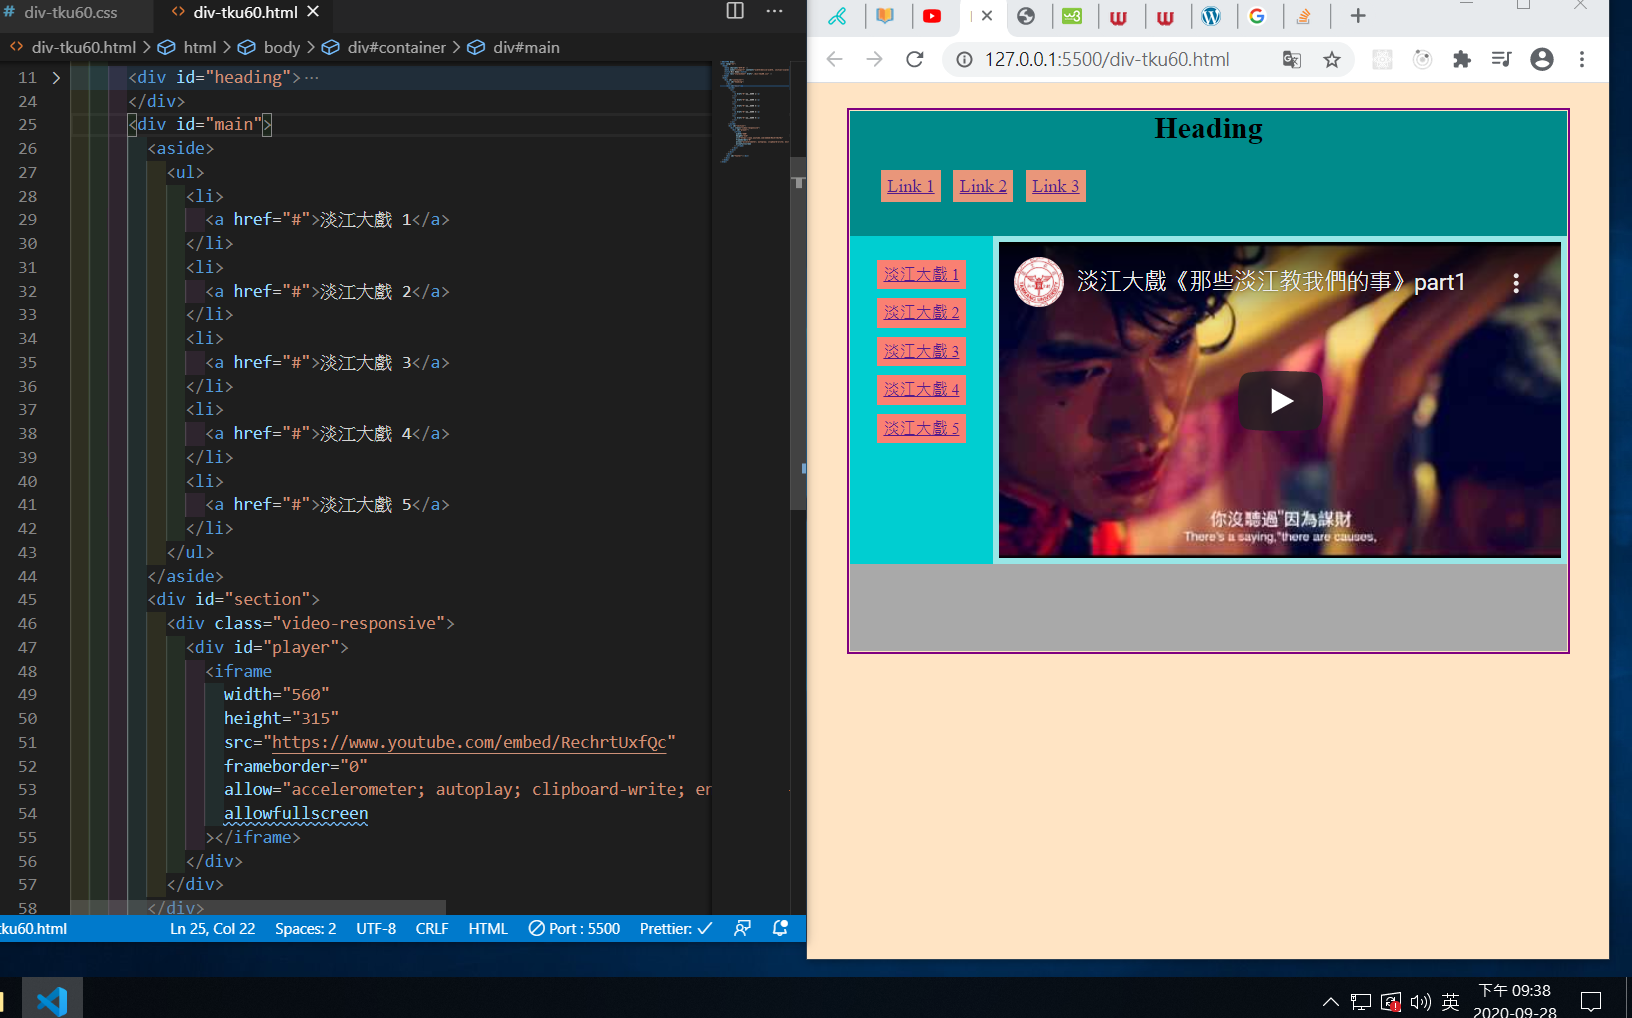 # div-tku60.css
<> div-tku60.html ×
<> div-tku60.html > html > body > div#container > div#main
11 > <div id="heading">···
24 </div>
25 <div id="main">
26 <aside>
27 <ul>
28 <li>
29 <a href="#">淡江大戲 1</a>
30 </li>
31 <li>
32 <a href="#">淡江大戲 2</a>
33 </li>
34 <li>
35 <a href="#">淡江大戲 3</a>
36 </li>
37 <li>
38 <a href="#">淡江大戲 4</a>
39 </li>
40 <li>
41 <a href="#">淡江大戲 5</a>
42 </li>
43 </ul>
44 </aside>
45 <div id="section">
46 <div class="video-responsive">
47 <div id="player">
48 <iframe
49 width="560"
50 height="315"
51 src="https://www.youtube.com/embed/RechrtUxfQc"
52 frameborder="0"
53 allow="accelerometer; autoplay; clipboard-write; en
54 allowfullscreen
55 ></iframe>
56 </div>
57 </div>
58 </div>
tku60.html
Ln 25, Col 22 Spaces: 2 UTF-8 CRLF HTML Port : 5500 Prettier: ✓
127.0.0.1:5500/div-tku60.html
Heading
Link 1 Link 2 Link 3
淡江大戲 1
淡江大戲 2
淡江大戲 3
淡江大戲 4
淡江大戲 5
淡江大戲《那些淡江教我們的事》part1
你沒聽過"因為謀財
There's a saying,"there are causes,
英
下午 09:38
2020-09-28